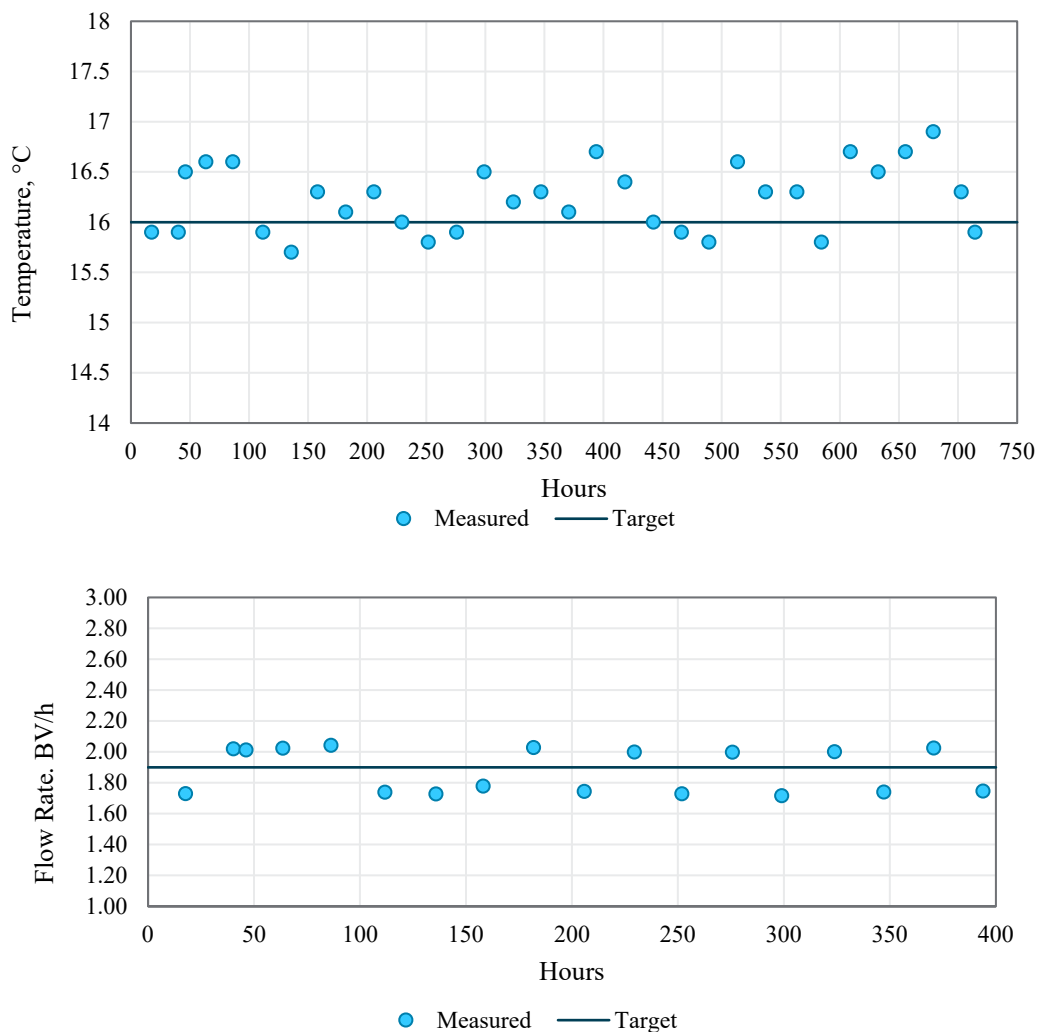 18
17.5
17
16.5
16
15.5
15
14.5
14
Temperature, °C
0 50 100 150 200 250 300 350 400 450 500 550 600 650 700 750
Hours
Measured Target
3.00
2.80
2.60
2.40
2.20
2.00
1.80
1.60
1.40
1.20
1.00
Flow Rate. BV/h
0 50 100 150 200 250 300 350 400
Hours
Measured Target